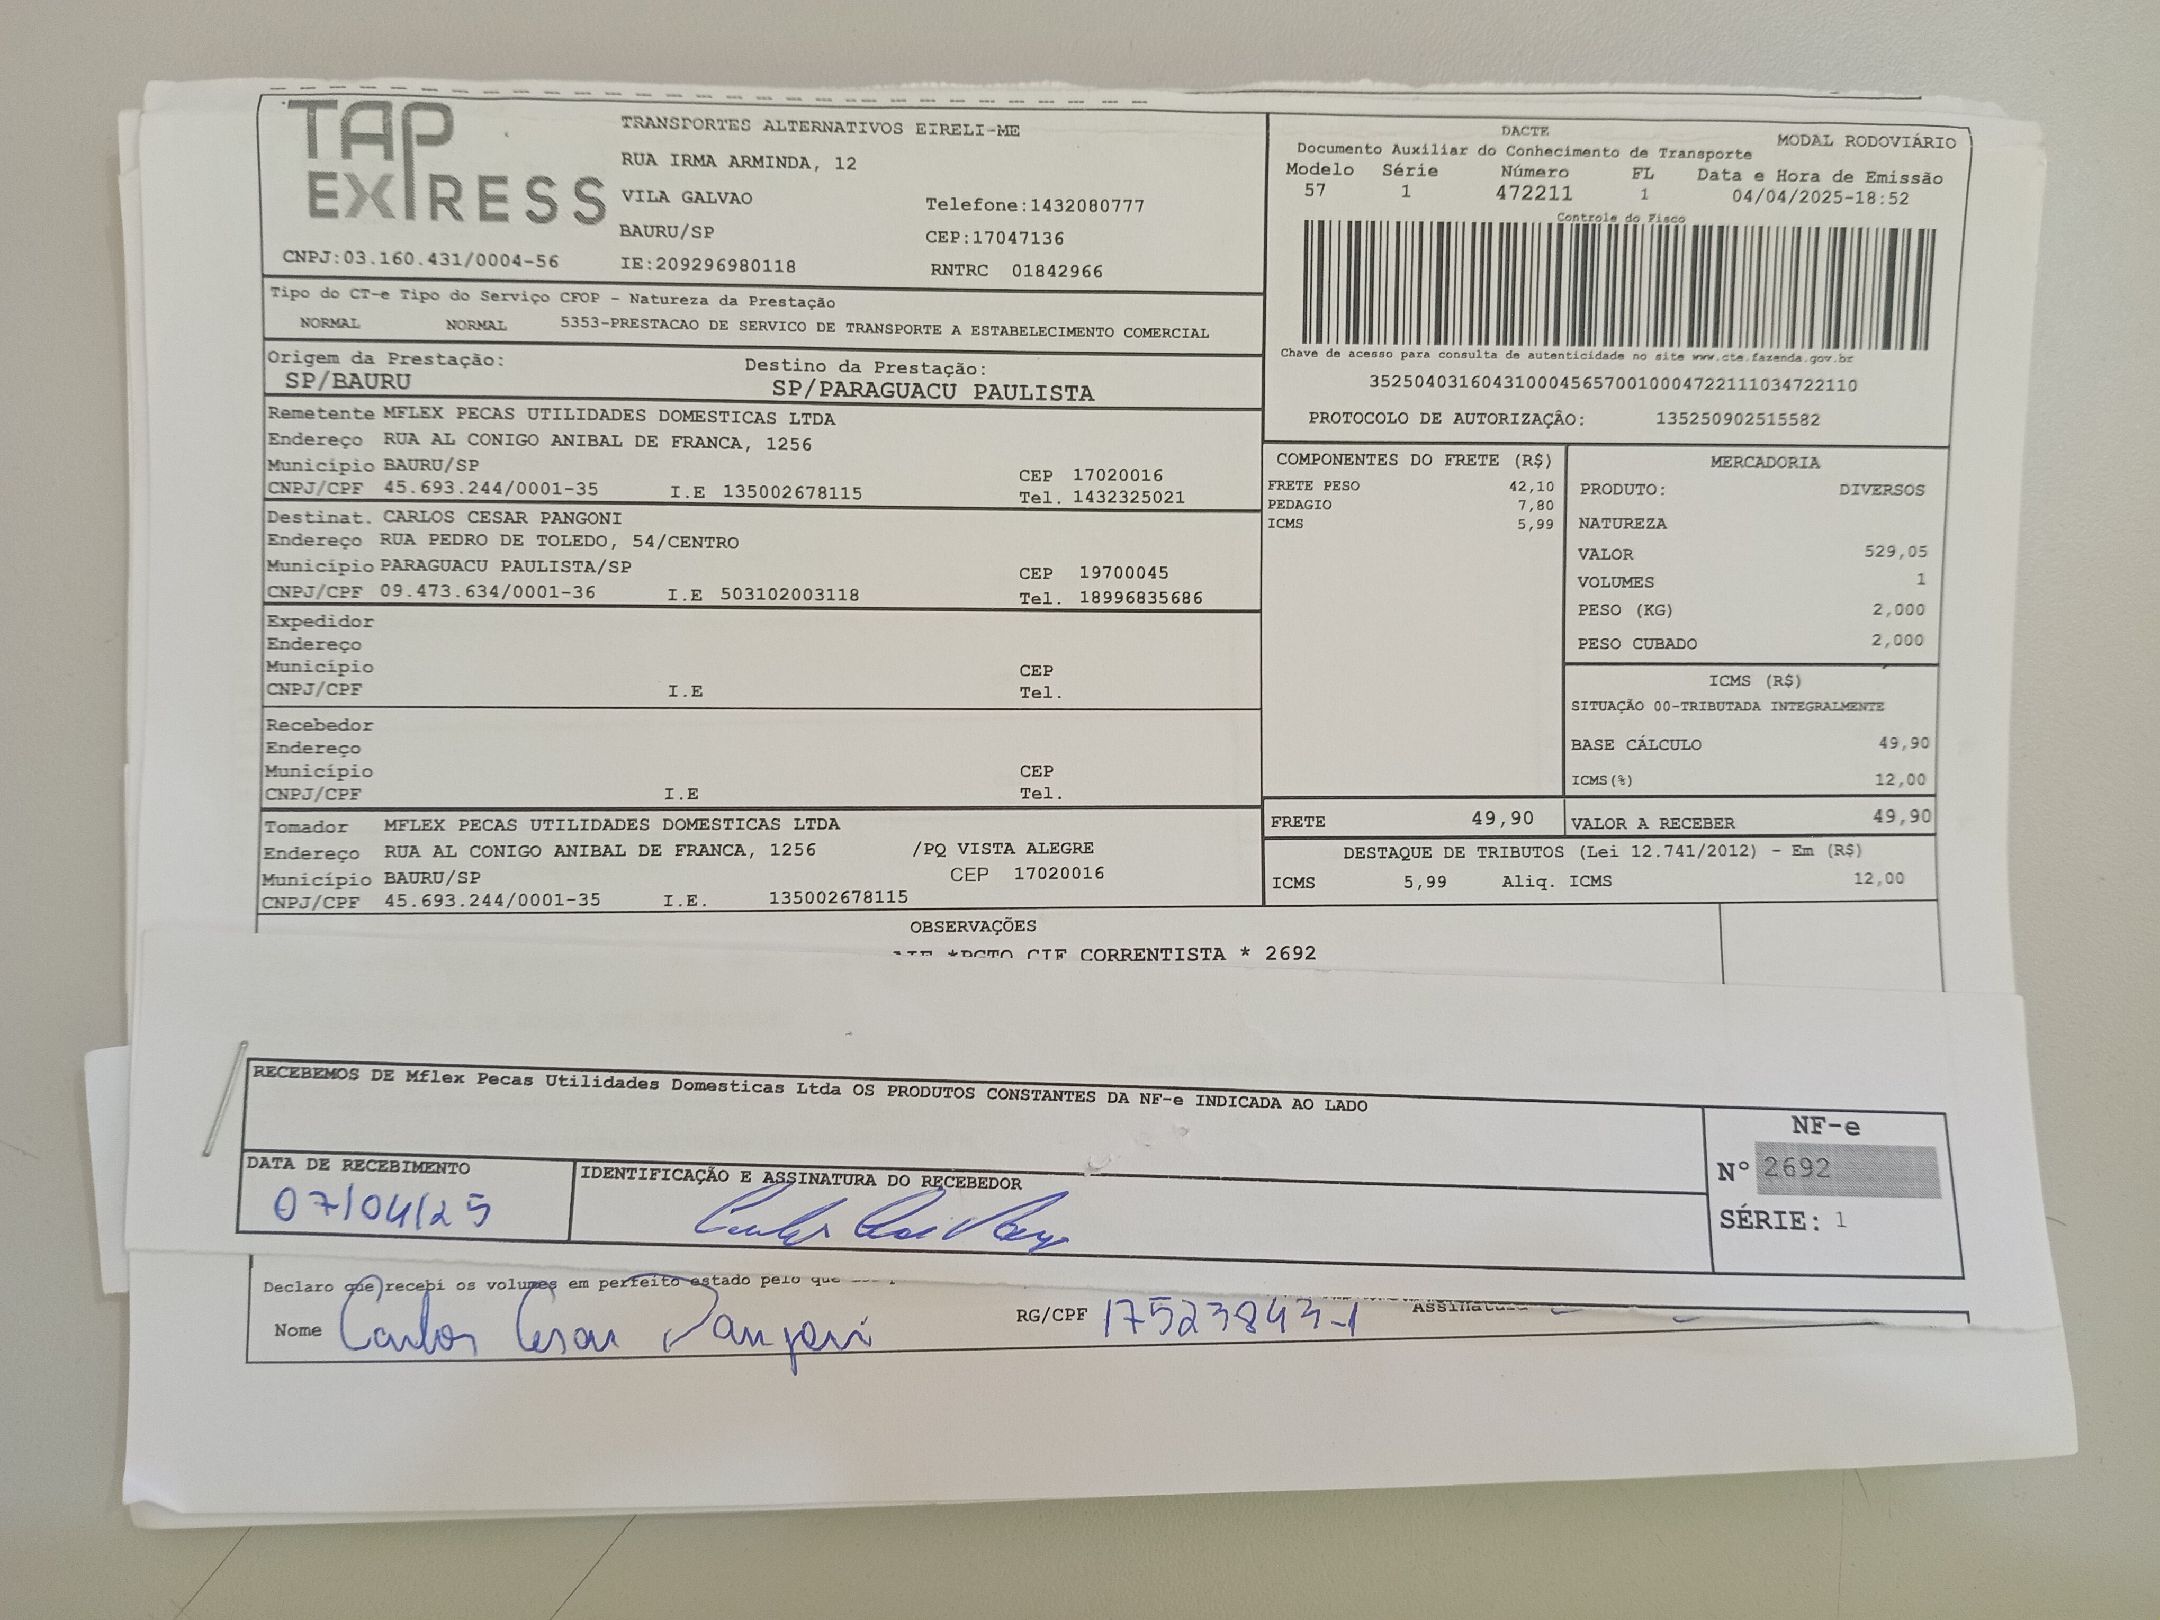 TAP EXPRESS
TRANSPORTES ALTERNATIVOS EIRELI-ME
RUA IRMA ARMINDA, 12
VILA GALVAO Telefone:1432080777
BAURU/SP CEP:17047136
CNPJ:03.160.431/0004-56 IE:209296980118 RNTRC 01842966
DACTE MODAL RODOVIÁRIO
Documento Auxiliar do Conhecimento de Transporte
Modelo Série Número FL Data e Hora de Emissão
57 1 472211 1 04/04/2025-18:52
Controle do Fisco
Chave de acesso para consulta de autenticidade no site www.cte.fazenda.gov.br
35250403160431000456570010004722111034722110
PROTOCOLO DE AUTORIZAÇÂO: 135250902515582
Tipo do CT-e Tipo do Serviço CFOP - Natureza da Prestação
NORMAL NORMAL 5353-PRESTACAO DE SERVICO DE TRANSPORTE A ESTABELECIMENTO COMERCIAL
Origem da Prestação: Destino da Prestação:
SP/BAURU SP/PARAGUACU PAULISTA
Remetente MFLEX PECAS UTILIDADES DOMESTICAS LTDA
Endereço RUA AL CONIGO ANIBAL DE FRANCA, 1256
Município BAURU/SP CEP 17020016
CNPJ/CPF 45.693.244/0001-35 I.E 135002678115 Tel. 1432325021
Destinat. CARLOS CESAR PANGONI
Endereço RUA PEDRO DE TOLEDO, 54/CENTRO
Município PARAGUACU PAULISTA/SP CEP 19700045
CNPJ/CPF 09.473.634/0001-36 I.E 503102003118 Tel. 18996835686
Expedidor
Endereço
Município CEP
CNPJ/CPF I.E Tel.
Recebedor
Endereço
Município CEP
CNPJ/CPF I.E Tel.
Tomador MFLEX PECAS UTILIDADES DOMESTICAS LTDA
Endereço RUA AL CONIGO ANIBAL DE FRANCA, 1256 /PQ VISTA ALEGRE
Município BAURU/SP CEP 17020016
CNPJ/CPF 45.693.244/0001-35 I.E. 135002678115
COMPONENTES DO FRETE (R$)
FRETE PESO 42,10
PEDAGIO 7,80
ICMS 5,99
MERCADORIA
PRODUTO: DIVERSOS
NATUREZA
VALOR 529,05
VOLUMES 1
PESO (KG) 2,000
PESO CUBADO 2,000
ICMS (R$)
SITUAÇÃO 00-TRIBUTADA INTEGRALMENTE
BASE CÁLCULO 49,90
ICMS(%) 12,00
FRETE 49,90 VALOR A RECEBER 49,90
DESTAQUE DE TRIBUTOS (Lei 12.741/2012) - Em (R$)
ICMS 5,99 Aliq. ICMS 12,00
OBSERVAÇÕES
*PGTO CIF CORRENTISTA * 2692
RECEBEMOS DE Mflex Pecas Utilidades Domesticas Ltda OS PRODUTOS CONSTANTES DA NF-e INDICADA AO LADO
NF-e
Nº 2692
SÉRIE: 1
DATA DE RECEBIMENTO IDENTIFICAÇÃO E ASSINATURA DO RECEBEDOR
07/04/25
Declaro que recebi os volumes em perfeito estado pelo que
Nome Carlos Cesar Pangoni RG/CPF 17523843-1 Assinatura